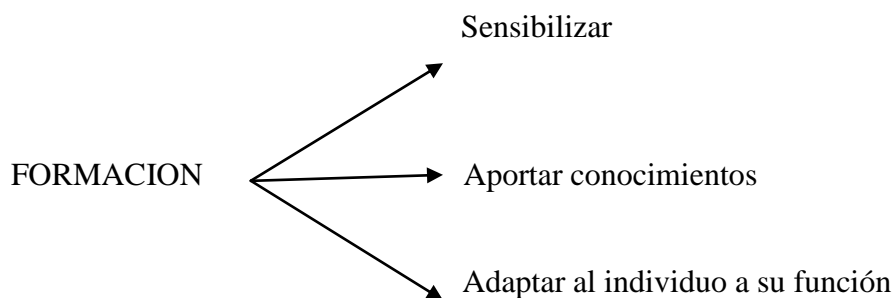 Sensibilizar
FORMACION
Aportar conocimientos
Adaptar al individuo a su función